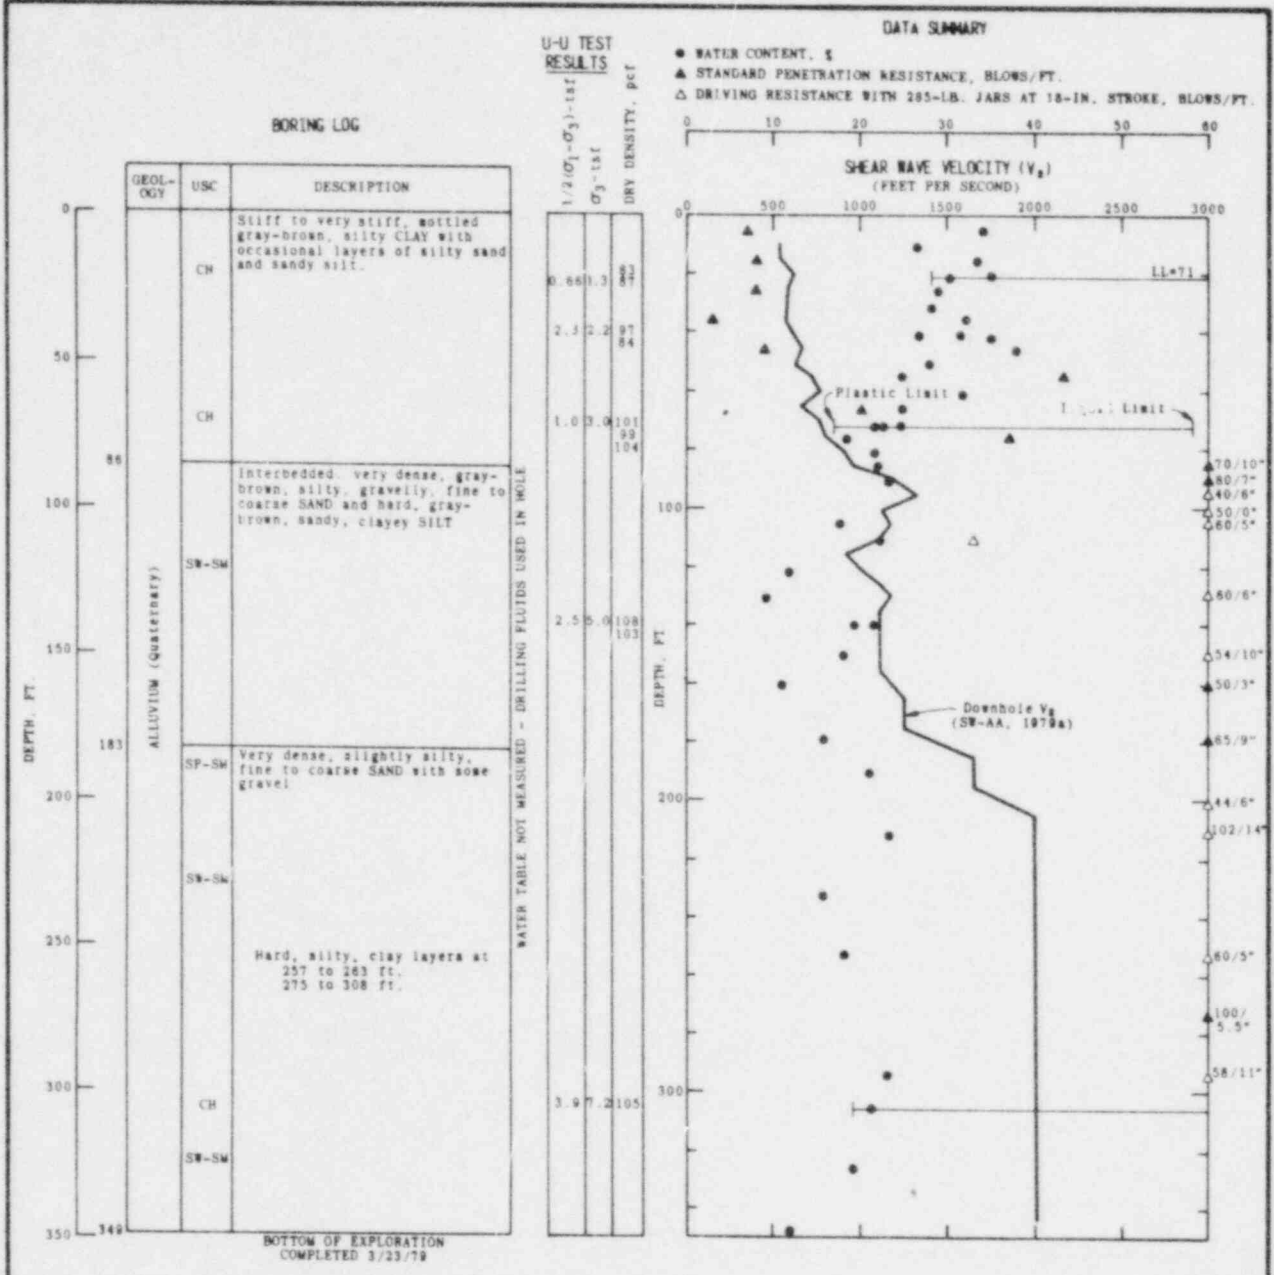 DATA SUMMARY
● WATER CONTENT, %
▲ STANDARD PENETRATION RESISTANCE, BLOWS/FT.
△ DRIVING RESISTANCE WITH 285-LB. JARS AT 18-IN. STROKE, BLOWS/FT.
0 10 20 30 40 50 60
SHEAR WAVE VELOCITY (Vs)
(FEET PER SECOND)
0 500 1000 1500 2000 2500 3000
U-U TEST
RESULTS
1/2(σ1-σ3)-tsf
σ3-tsf
DRY DENSITY, pcf
BORING LOG
GEOL-
OGY
USC
DESCRIPTION
0
50
100
150
200
250
300
350
DEPTH, FT.
86
183
349
ALLUVIUM (Quaternary)
CH
CH
SW-SM
SP-SM
SW-SM
CH
SW-SM
Stiff to very stiff, mottled
gray-brown, silty CLAY with
occasional layers of silty sand
and sandy silt.
Interbedded, very dense, gray-
brown, silty, gravelly, fine to
coarse SAND and hard, gray-
brown, sandy, clayey SILT
Very dense, slightly silty,
fine to coarse SAND with some
gravel
Hard, silty, clay layers at
257 to 263 ft.
275 to 308 ft.
BOTTOM OF EXPLORATION
COMPLETED 3/23/79
WATER TABLE NOT MEASURED - DRILLING FLUIDS USED IN HOLE
0.66 1.3 87
2.3 2.2 97
84
1.0 3.0 101
99
104
2.5 5.0 108
103
3.9 7.2 105
0
100
200
300
DEPTH, FT
LL=71
Plastic Limit
Liquid Limit
Downhole Vs
(SW-AA, 1979a)
70/10"
80/7"
40/6"
50/0"
60/5"
60/6"
54/10"
50/3"
65/9"
44/6"
102/14"
60/5"
100/
5.5"
58/11"